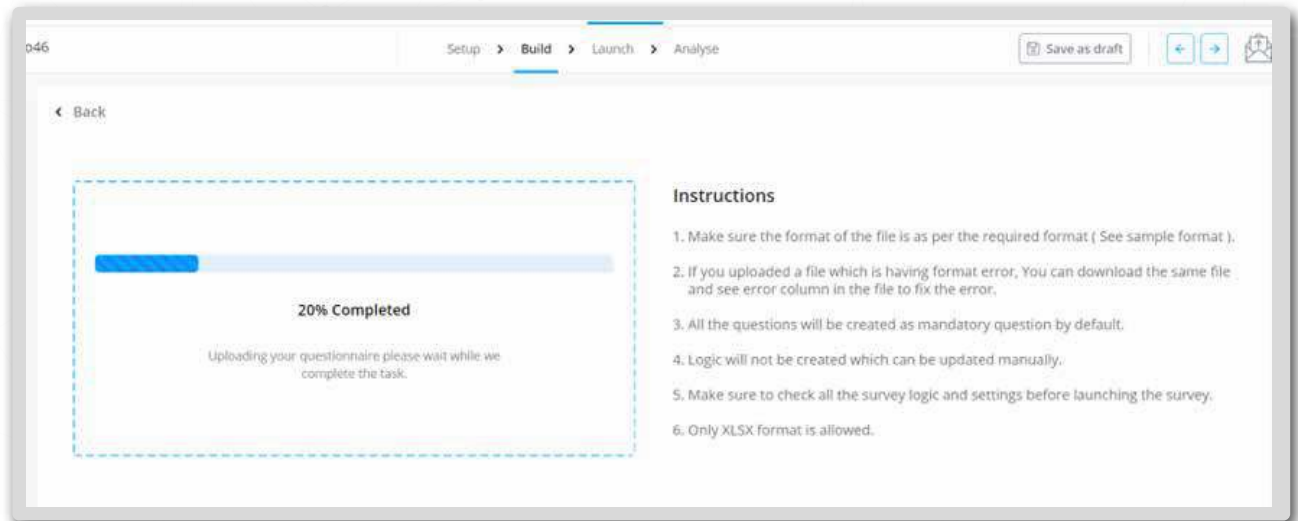 o46
Setup > Build > Launch > Analyse
Save as draft
Back
20% Completed
Uploading your questionnaire please wait while we
complete the task.
Instructions
1. Make sure the format of the file is as per the required format ( See sample format ).
2. If you uploaded a file which is having format error, You can download the same file
and see error column in the file to fix the error.
3. All the questions will be created as mandatory question by default.
4. Logic will not be created which can be updated manually.
5. Make sure to check all the survey logic and settings before launching the survey.
6. Only XLSX format is allowed.